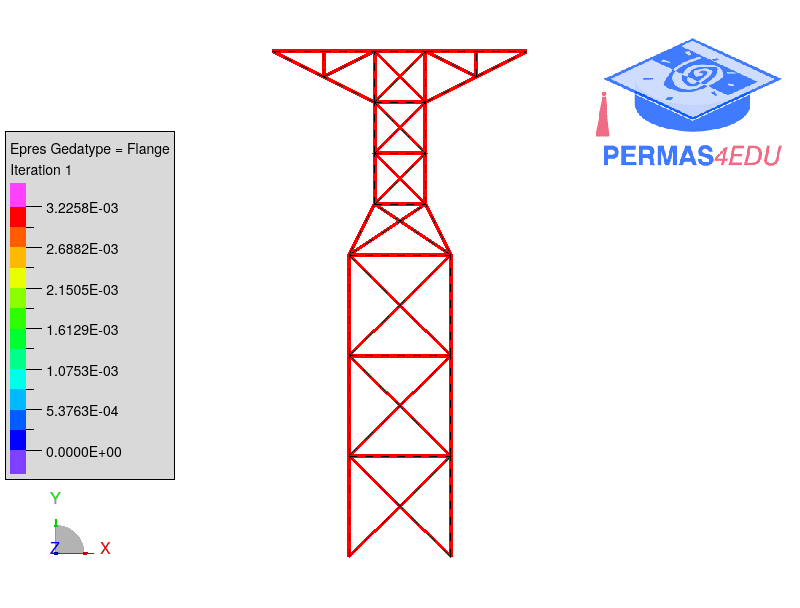 PERMAS4EDU
Epres Gedatype = Flange
Iteration 1
3.2258E-03
2.6882E-03
2.1505E-03
1.6129E-03
1.0753E-03
5.3763E-04
0.0000E+00
Y
Z
X